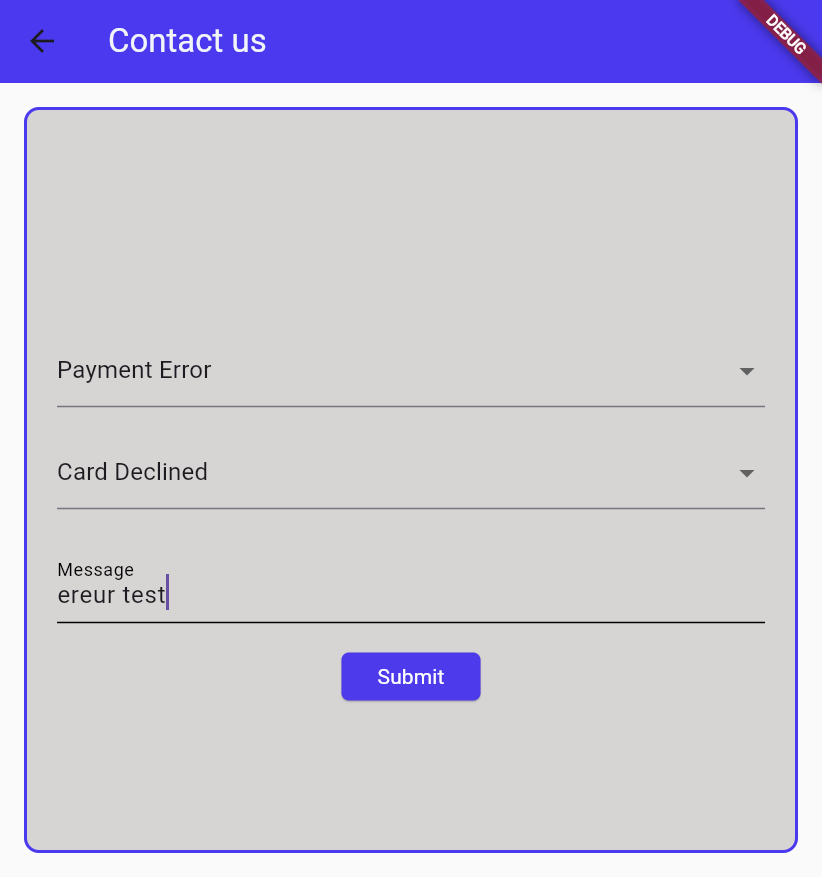 Contact us
DEBUG
Payment Error
Card Declined
Message
ereur test
Submit